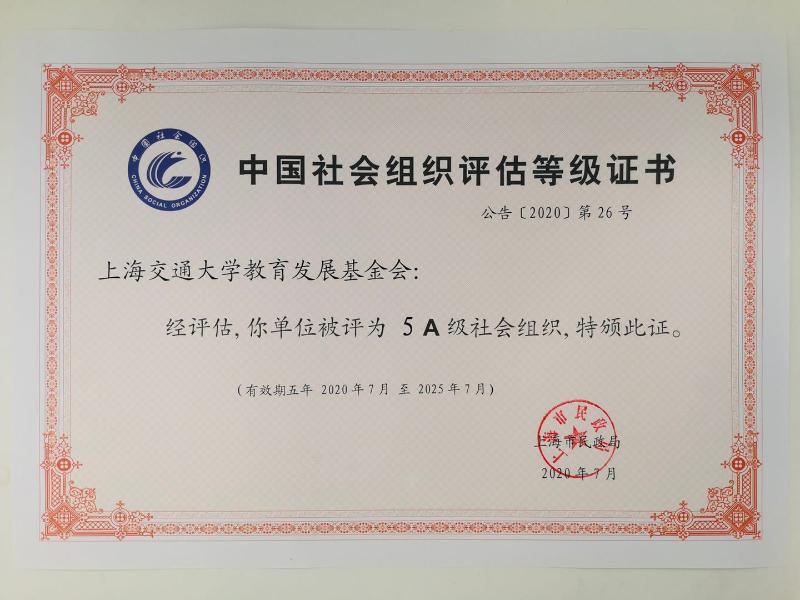 中国社会组织
CHINA SOCIAL ORGANIZATION
中国社会组织评估等级证书
公告〔2020〕第26号
上海交通大学教育发展基金会：
经评估，你单位被评为 5A 级社会组织，特颁此证。
（有效期五年 2020年7月 至 2025年7月）
上海市民政局
上海市民政局
2020年7月